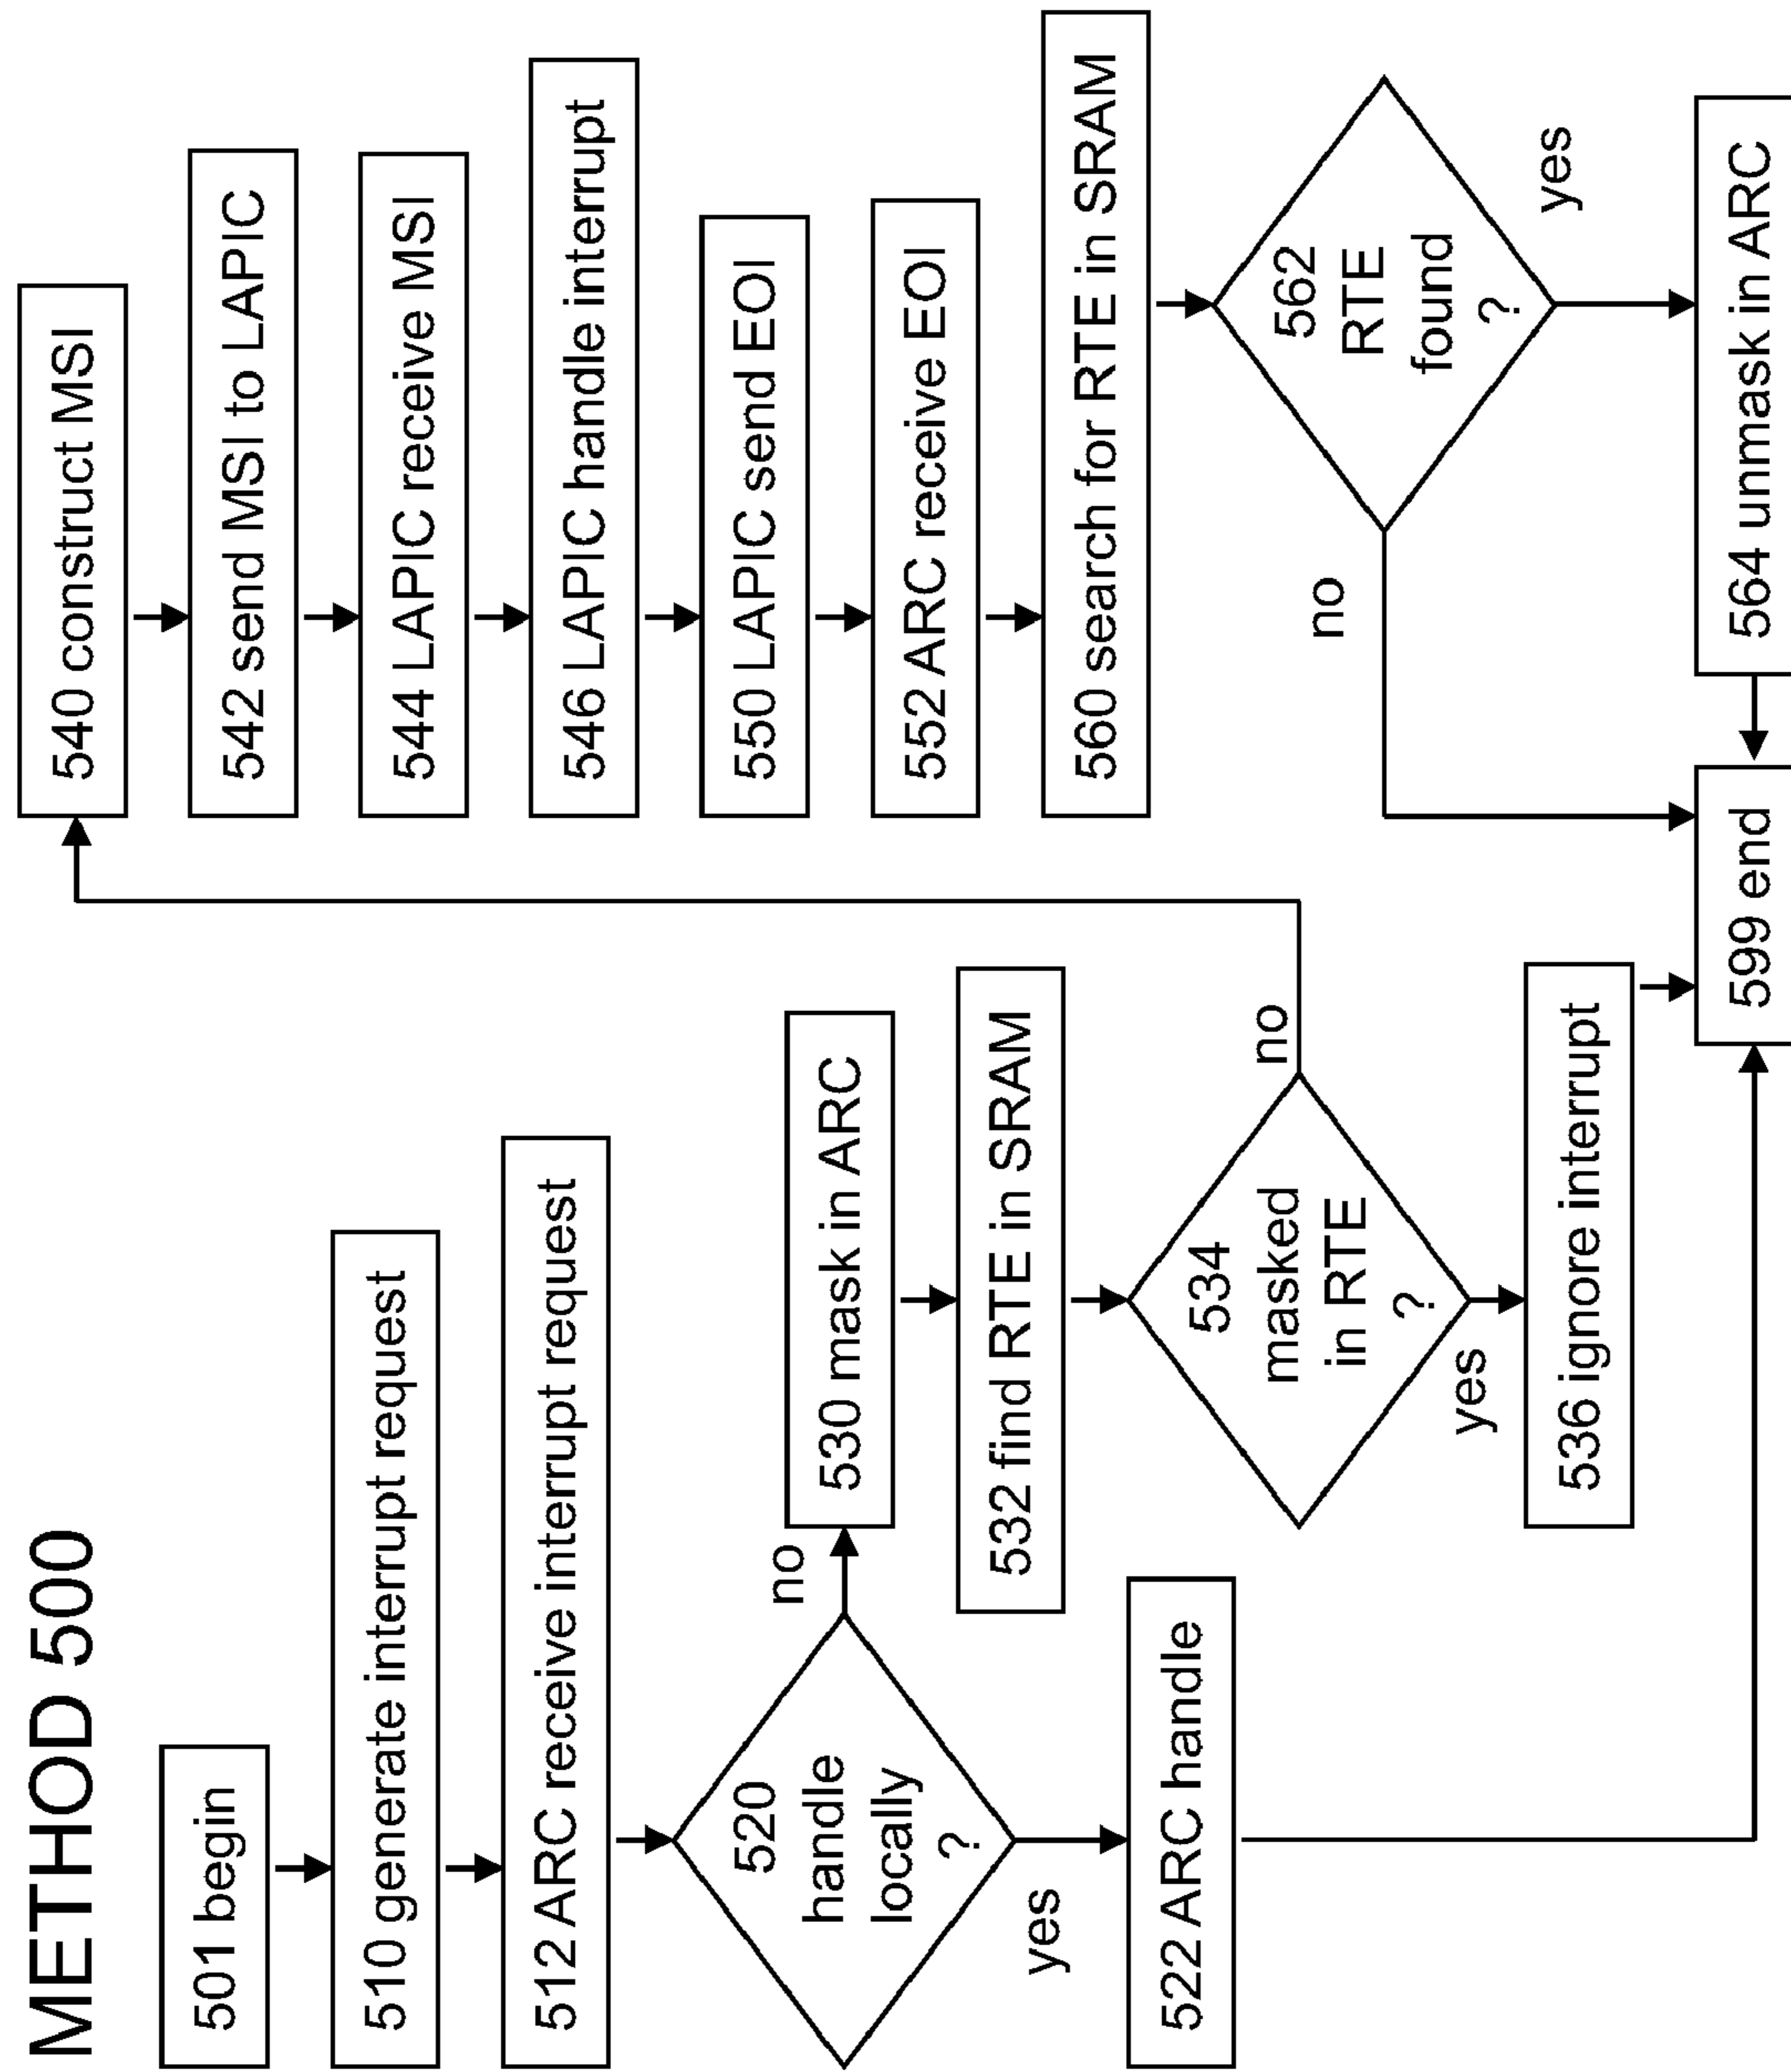 METHOD 500
501 begin
510 generate interrupt request
512 ARC receive interrupt request
520
handle
locally
?
yes
no
522 ARC handle
530 mask in ARC
532 find RTE in SRAM
534
masked
in RTE
?
yes
no
536 ignore interrupt
540 construct MSI
542 send MSI to LAPIC
544 LAPIC receive MSI
546 LAPIC handle interrupt
550 LAPIC send EOI
552 ARC receive EOI
560 search for RTE in SRAM
562
RTE
found
?
no
yes
564 unmask in ARC
599 end